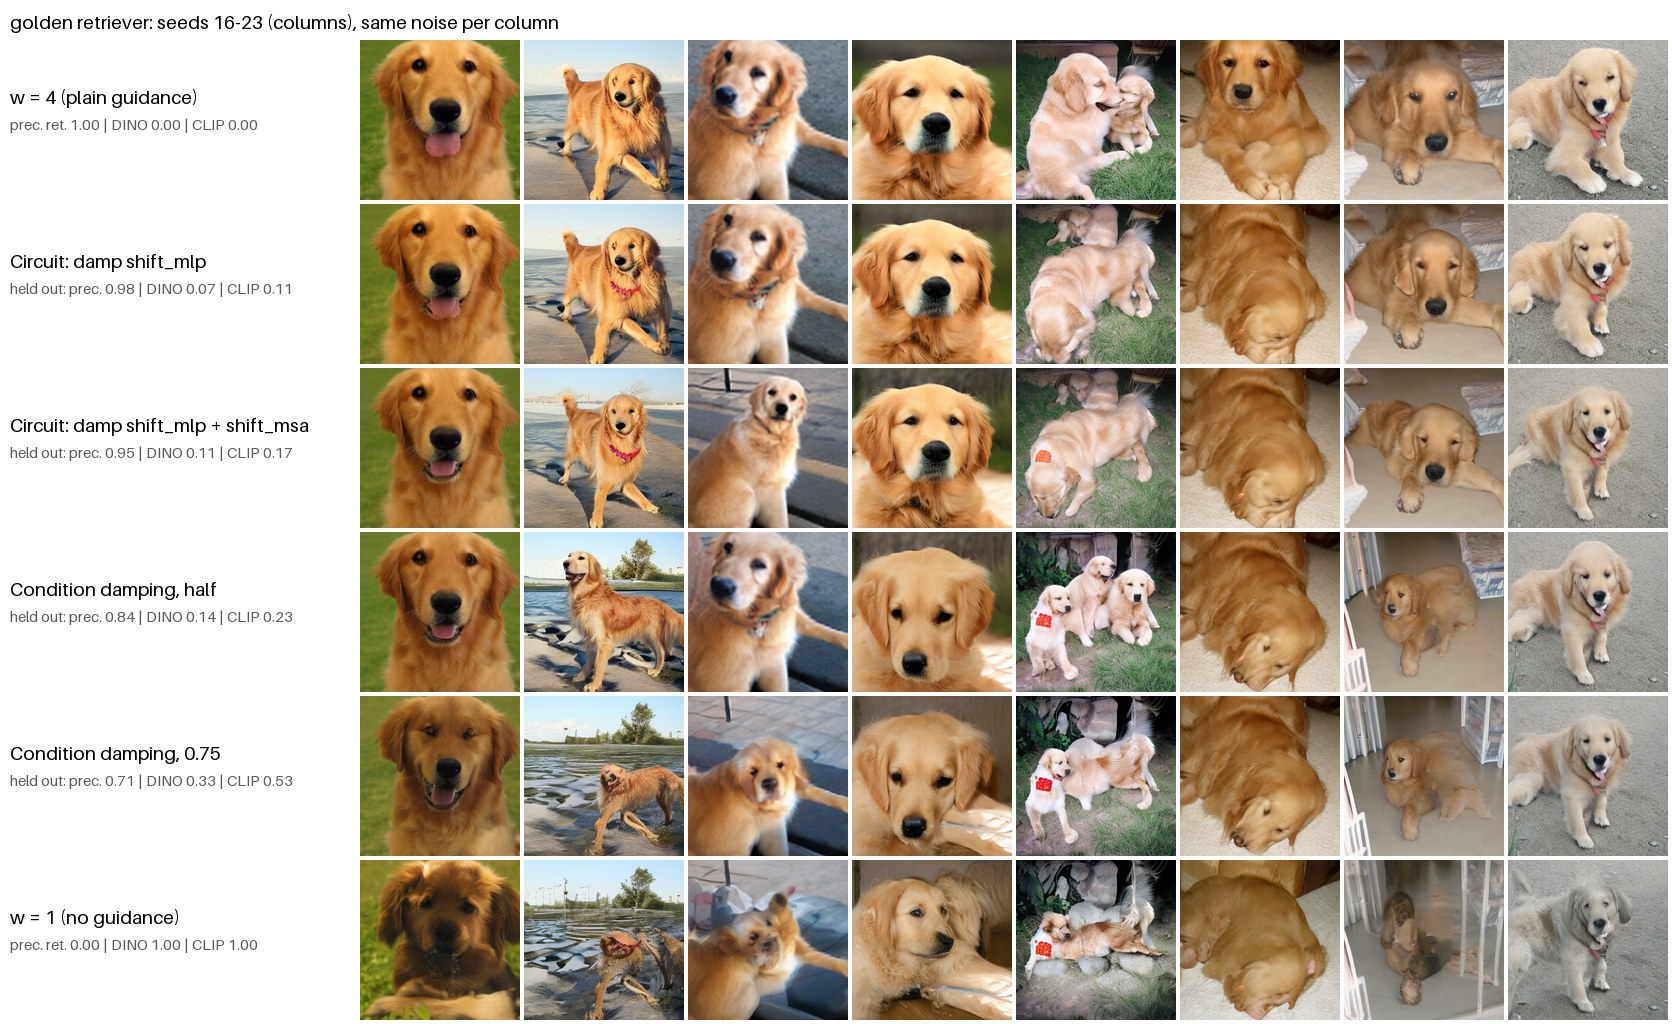 golden retriever: seeds 16-23 (columns), same noise per column
w = 4 (plain guidance)
prec. ret. 1.00 | DINO 0.00 | CLIP 0.00
Circuit: damp shift_mlp
held out: prec. 0.98 | DINO 0.07 | CLIP 0.11
Circuit: damp shift_mlp + shift_msa
held out: prec. 0.95 | DINO 0.11 | CLIP 0.17
Condition damping, half
held out: prec. 0.84 | DINO 0.14 | CLIP 0.23
Condition damping, 0.75
held out: prec. 0.71 | DINO 0.33 | CLIP 0.53
w = 1 (no guidance)
prec. ret. 0.00 | DINO 1.00 | CLIP 1.00